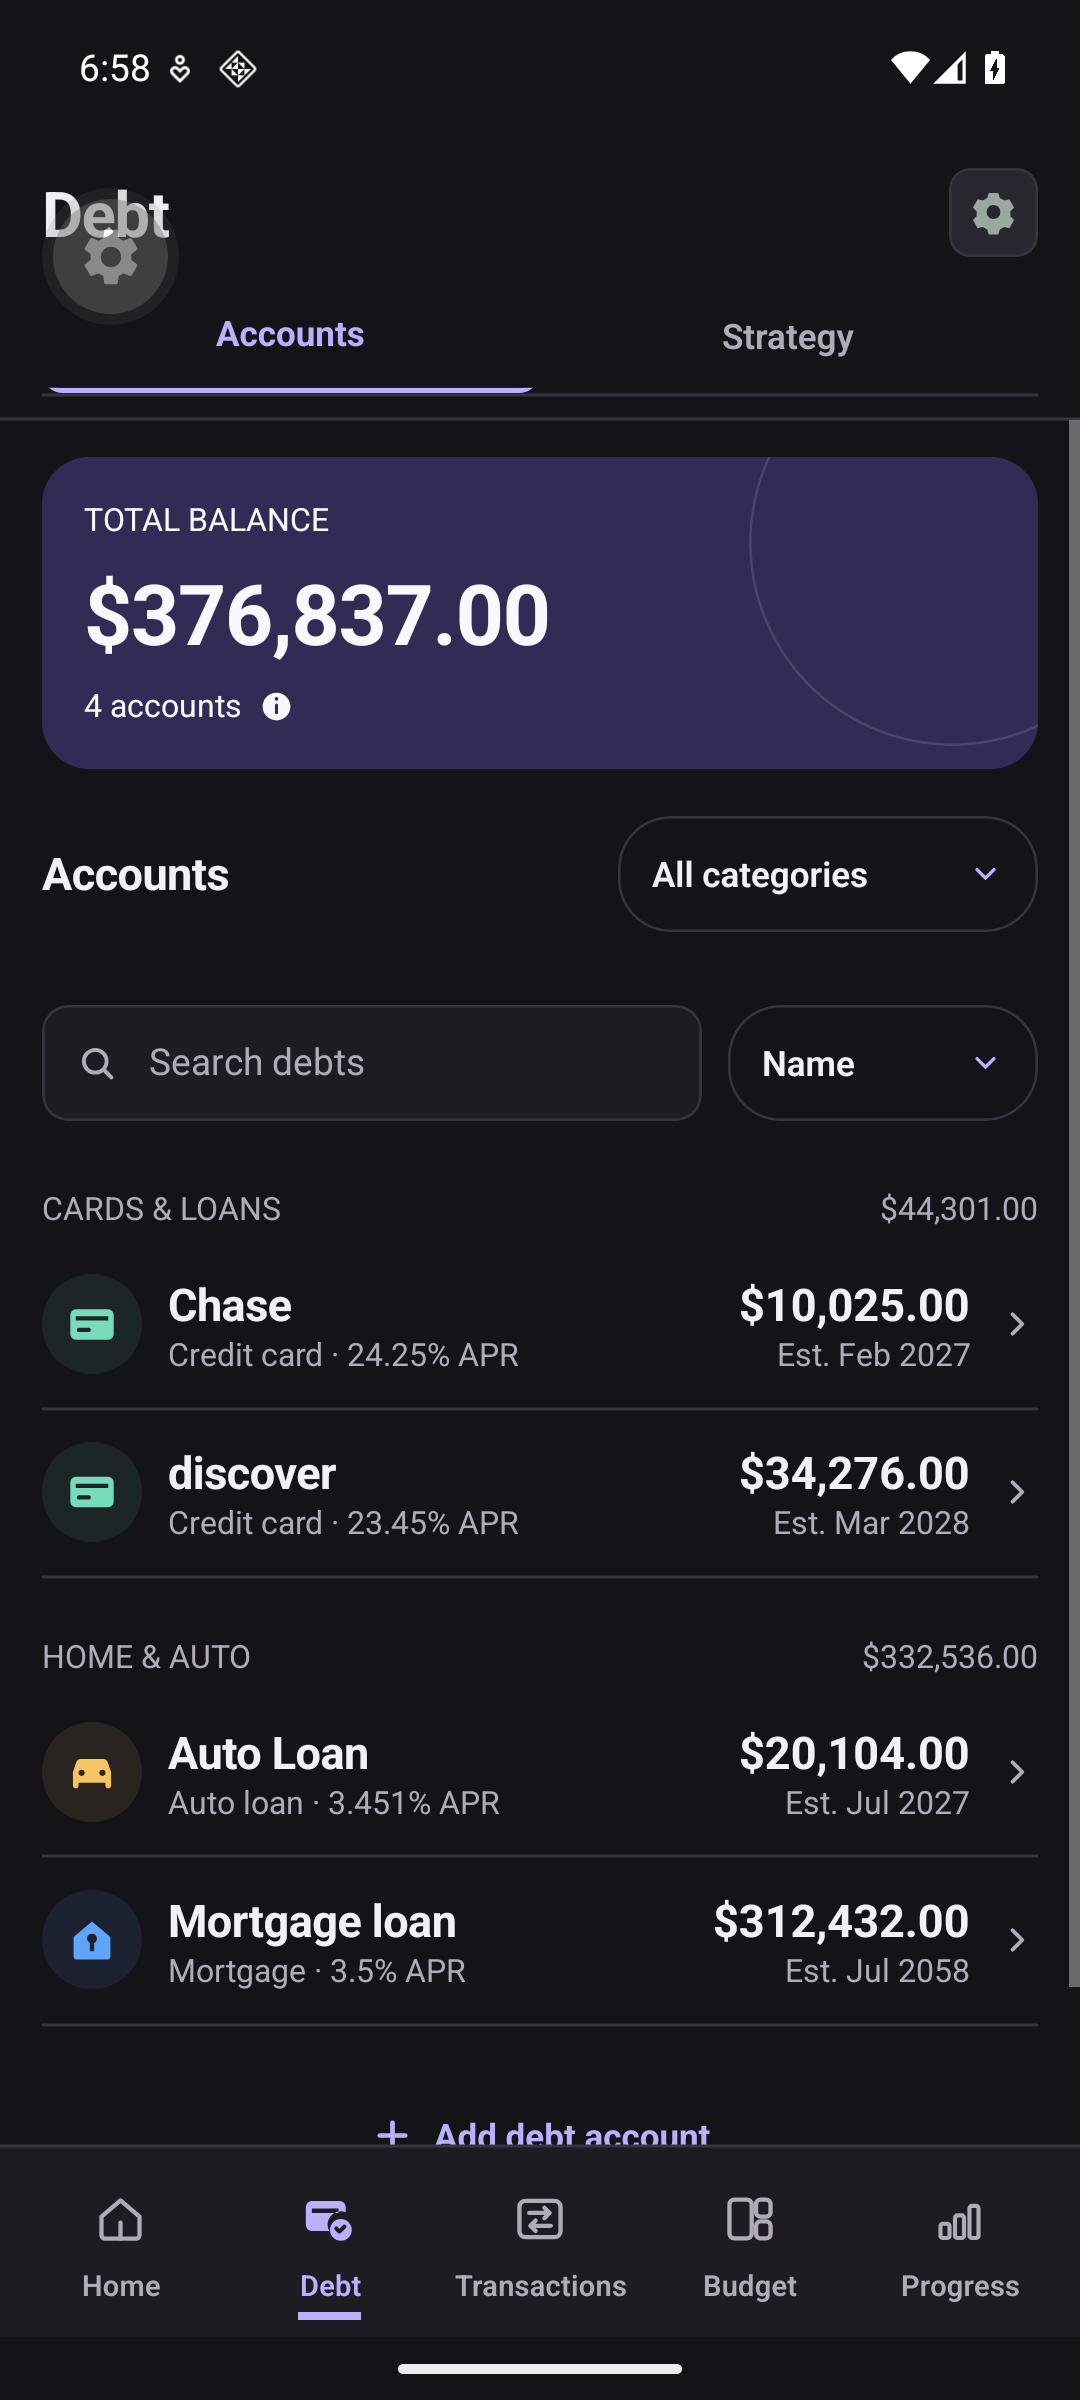 6:58
Debt
Accounts
Strategy
TOTAL BALANCE
$376,837.00
4 accounts
Accounts
All categories
Search debts
Name
CARDS & LOANS
$44,301.00
Chase
$10,025.00
Credit card · 24.25% APR
Est. Feb 2027
discover
$34,276.00
Credit card · 23.45% APR
Est. Mar 2028
HOME & AUTO
$332,536.00
Auto Loan
$20,104.00
Auto loan · 3.451% APR
Est. Jul 2027
Mortgage loan
$312,432.00
Mortgage · 3.5% APR
Est. Jul 2058
Add debt account
Home
Debt
Transactions
Budget
Progress